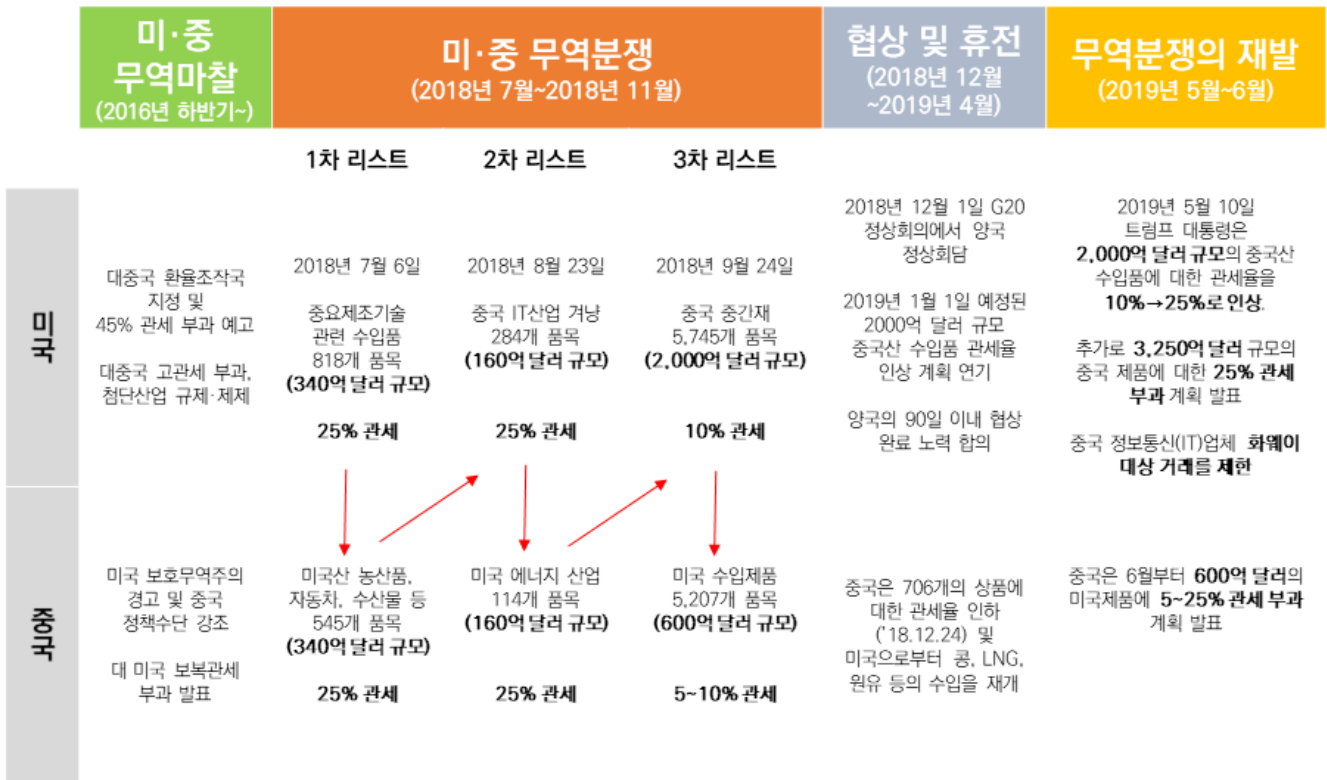 미·중
무역마찰
(2016년 하반기~)
미·중 무역분쟁
(2018년 7월~2018년 11월)
협상 및 휴전
(2018년 12월
~2019년 4월)
무역분쟁의 재발
(2019년 5월~6월)
1차 리스트
2차 리스트
3차 리스트
미국
대중국 환율조작국
지정 및
45% 관세 부과 예고
대중국 고관세 부과,
첨단산업 규제·제제
2018년 7월 6일
중요제조기술
관련 수입품
818개 품목
(340억 달러 규모)
25% 관세
2018년 8월 23일
중국 IT산업 겨냥
284개 품목
(160억 달러 규모)
25% 관세
2018년 9월 24일
중국 중간재
5,745개 품목
(2,000억 달러 규모)
10% 관세
2018년 12월 1일 G20
정상회의에서 양국
정상회담
2019년 1월 1일 예정된
2000억 달러 규모
중국산 수입품 관세율
인상 계획 연기
양국의 90일 이내 협상
완료 노력 합의
2019년 5월 10일
트럼프 대통령은
2,000억 달러 규모의 중국산
수입품에 대한 관세율을
10%→25%로 인상.
추가로 3,250억 달러 규모의
중국 제품에 대한 25% 관세
부과 계획 발표
중국 정보통신(IT)업체 화웨이
대상 거래를 제한
중국
미국 보호무역주의
경고 및 중국
정책수단 강조
대 미국 보복관세
부과 발표
미국산 농산품,
자동차, 수산물 등
545개 품목
(340억 달러 규모)
25% 관세
미국 에너지 산업
114개 품목
(160억 달러 규모)
25% 관세
미국 수입제품
5,207개 품목
(600억 달러 규모)
5~10% 관세
중국은 706개의 상품에
대한 관세율 인하
('18.12.24) 및
미국으로부터 콩, LNG,
원유 등의 수입을 재개
중국은 6월부터 600억 달러의
미국제품에 5~25% 관세 부과
계획 발표